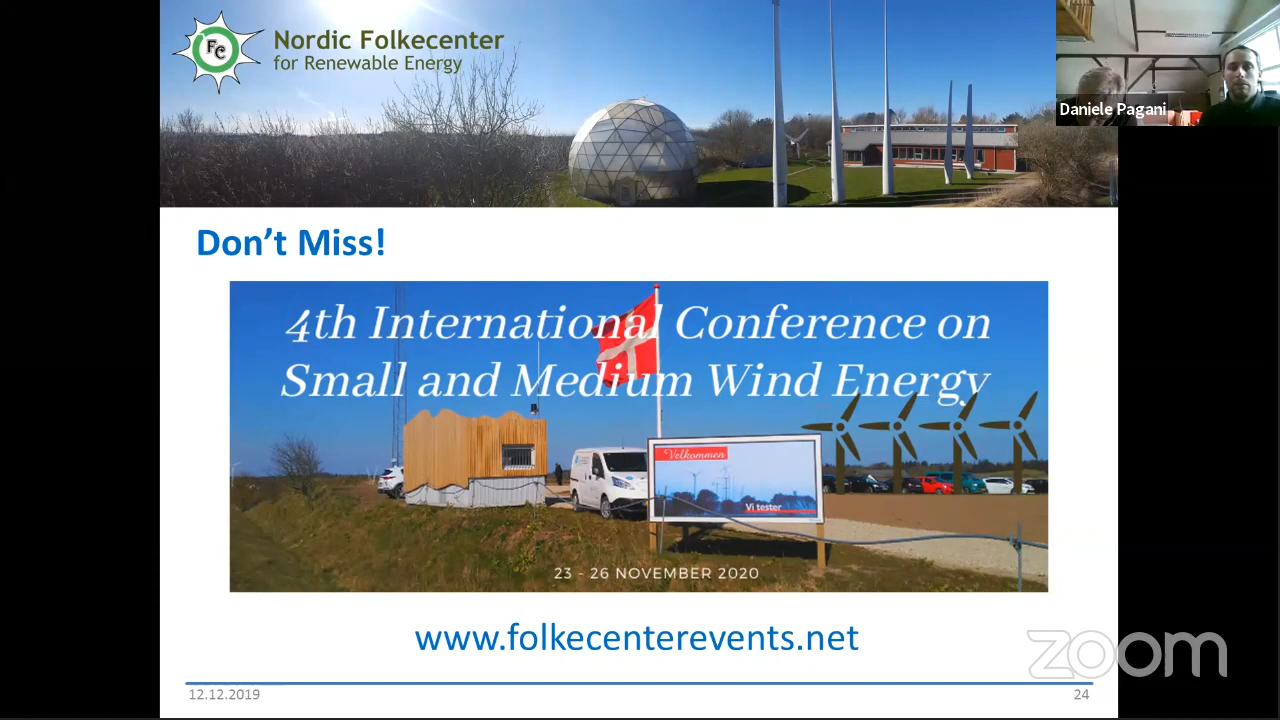 FC
Nordic Folkecenter
for Renewable Energy
Daniele Pagani
Don't Miss!
4th International Conference on
Small and Medium Wind Energy
Velkommen
Vi tester
23 - 26 NOVEMBER 2020
www.folkecenterevents.net
zoom
12.12.2019
24